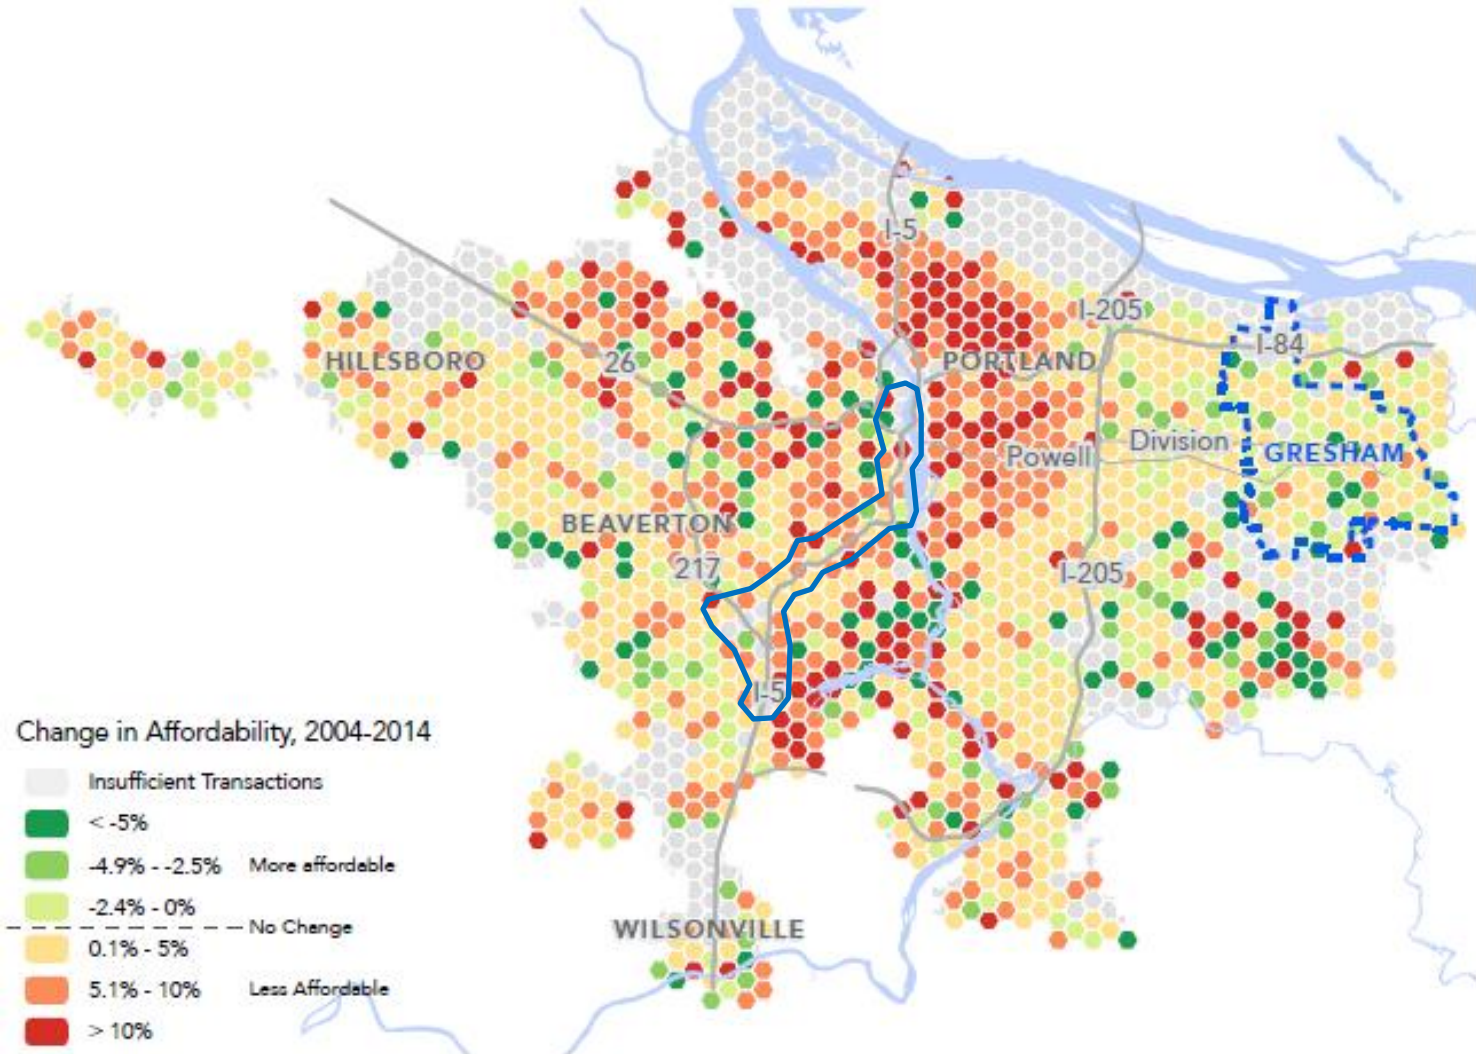 I-5
I-205
I-84
HILLSBORO
26
PORTLAND
Powell
Division
GRESHAM
BEAVERTON
217
I-205
I-5
Change in Affordability, 2004-2014
Insufficient Transactions
< -5%
-4.9% - -2.5% More affordable
-2.4% - 0%
No Change
0.1% - 5%
5.1% - 10% Less Affordable
> 10%
WILSONVILLE